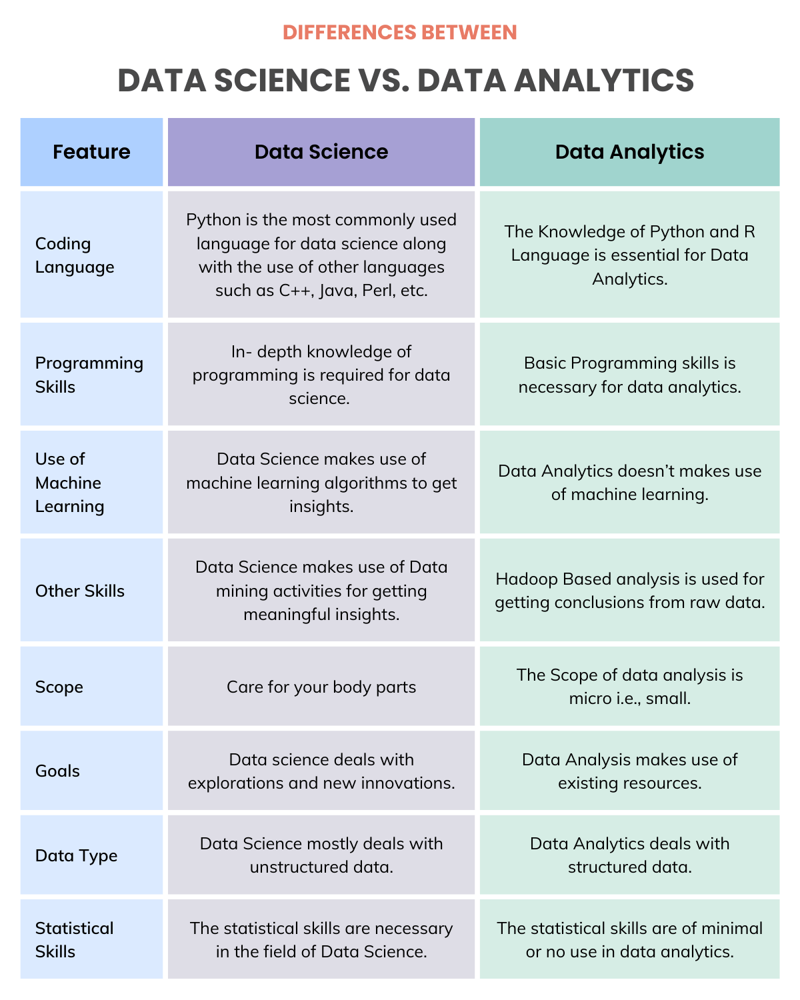 DIFFERENCES BETWEEN
DATA SCIENCE VS. DATA ANALYTICS
Feature
Data Science
Data Analytics
Coding
Language
Python is the most commonly used
language for data science along
with the use of other languages
such as C++, Java, Perl, etc.
The Knowledge of Python and R
Language is essential for Data
Analytics.
Programming
Skills
In- depth knowledge of
programming is required for data
science.
Basic Programming skills is
necessary for data analytics.
Use of
Machine
Learning
Data Science makes use of
machine learning algorithms to get
insights.
Data Analytics doesn’t makes use
of machine learning.
Other Skills
Data Science makes use of Data
mining activities for getting
meaningful insights.
Hadoop Based analysis is used for
getting conclusions from raw data.
Scope
Care for your body parts
The Scope of data analysis is
micro i.e., small.
Goals
Data science deals with
explorations and new innovations.
Data Analysis makes use of
existing resources.
Data Type
Data Science mostly deals with
unstructured data.
Data Analytics deals with
structured data.
Statistical
Skills
The statistical skills are necessary
in the field of Data Science.
The statistical skills are of minimal
or no use in data analytics.